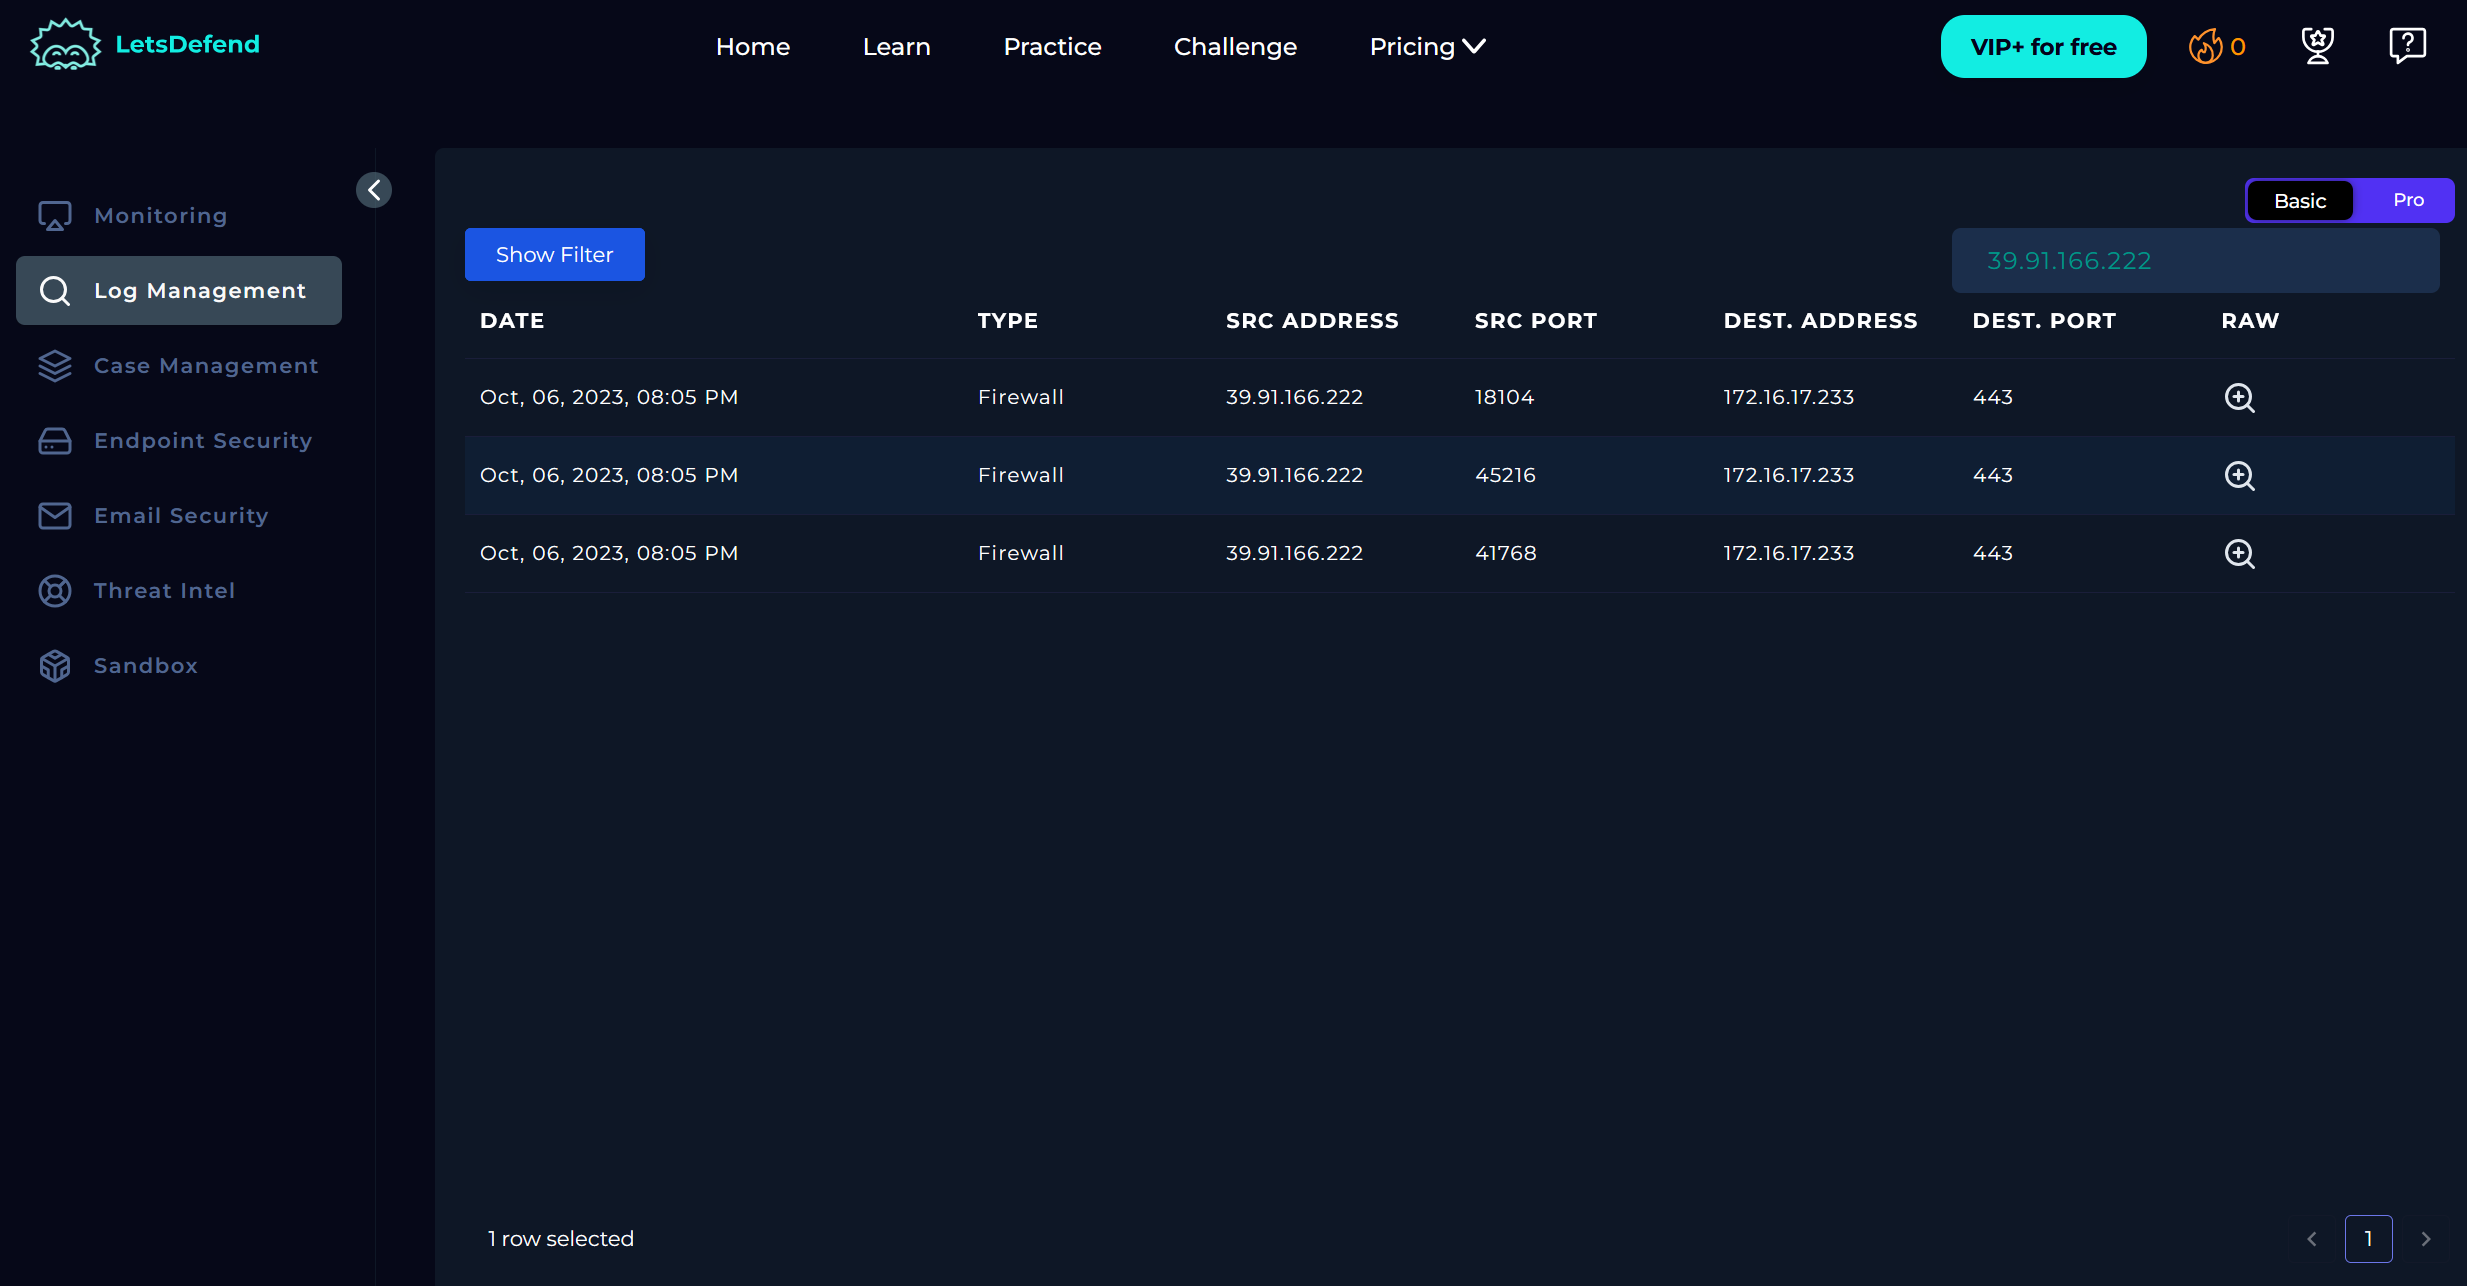 LetsDefend
Home Learn Practice Challenge Pricing
VIP+ for free 0
Monitoring
Log Management
Case Management
Endpoint Security
Email Security
Threat Intel
Sandbox
Basic Pro
Show Filter
39.91.166.222
DATE TYPE SRC ADDRESS SRC PORT DEST. ADDRESS DEST. PORT RAW
Oct, 06, 2023, 08:05 PM Firewall 39.91.166.222 18104 172.16.17.233 443
Oct, 06, 2023, 08:05 PM Firewall 39.91.166.222 45216 172.16.17.233 443
Oct, 06, 2023, 08:05 PM Firewall 39.91.166.222 41768 172.16.17.233 443
1 row selected
1